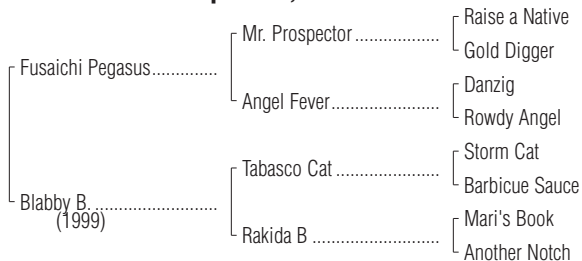 Raise a Native
Mr. Prospector ....................
Gold Digger
Fusaichi Pegasus..............
Danzig
Angel Fever.........................
Rowdy Angel
Storm Cat
Tabasco Cat ........................
Barbicue Sauce
Blabby B. ..........................
(1999)
Mari's Book
Rakida B .............................
Another Notch